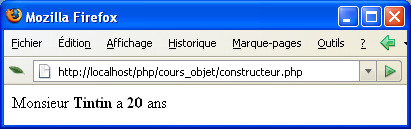 Mozilla Firefox
Fichier Édition Affichage Historique Marque-pages Outils ?
http://localhost/php/cours_objet/constructeur.php
Monsieur Tintin a 20 ans